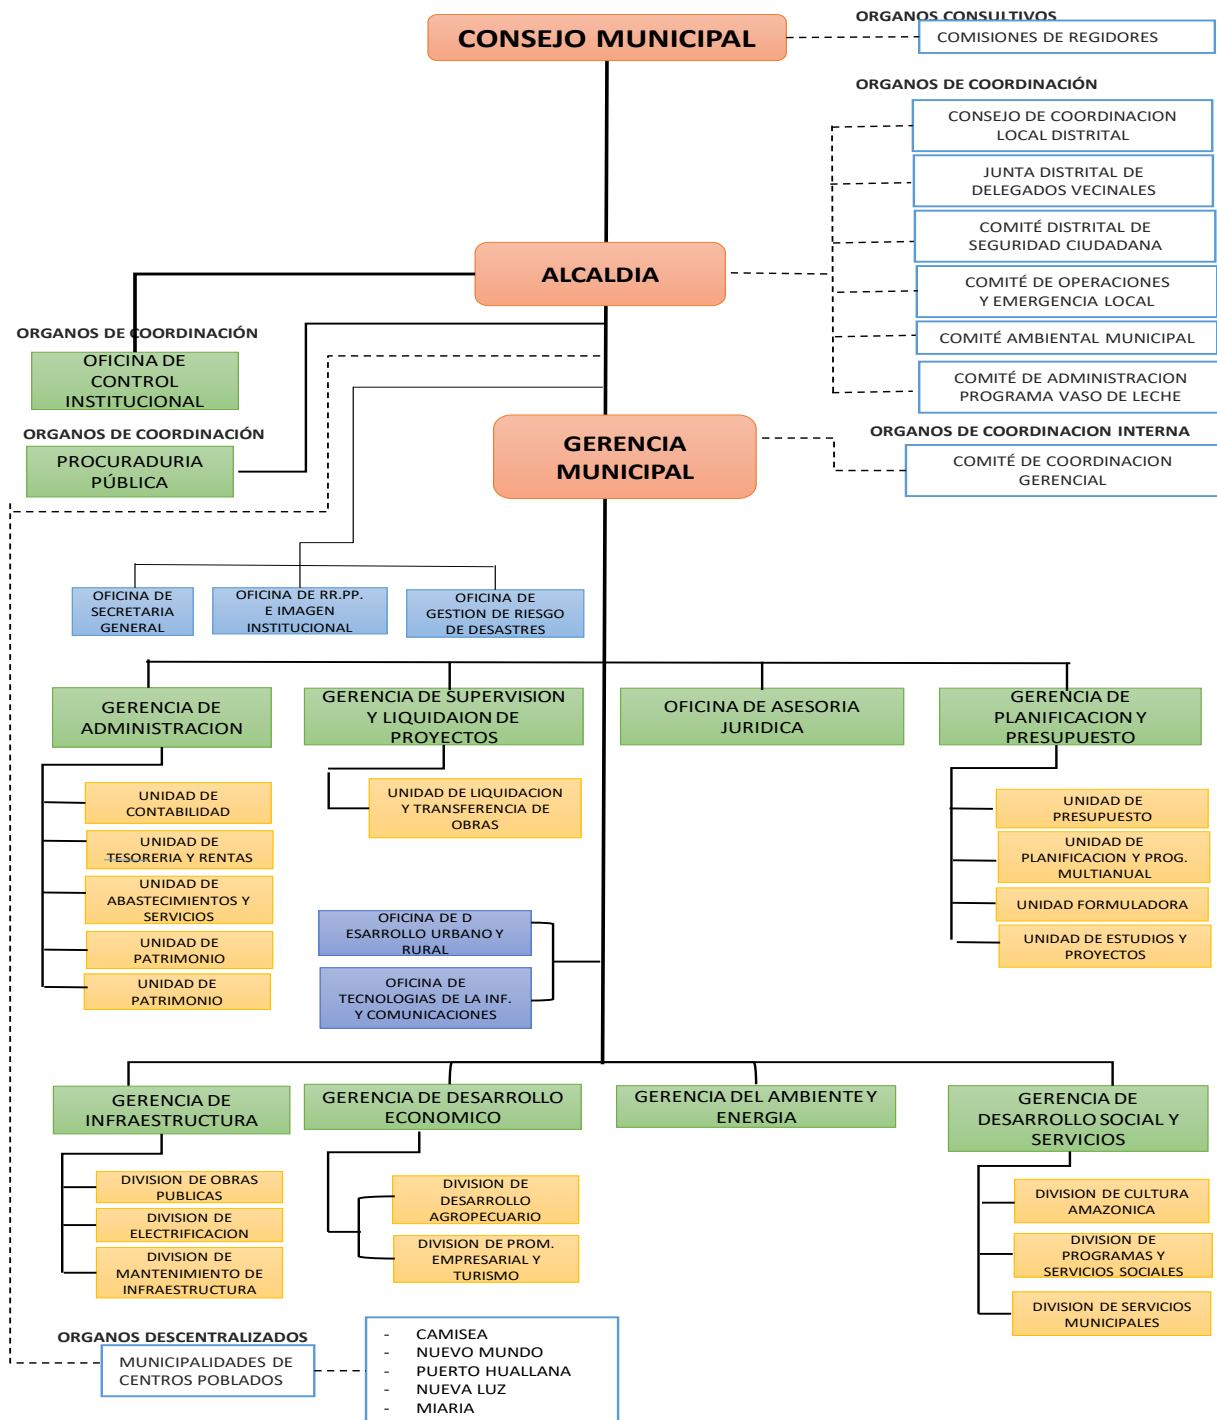 ORGANOS CONSULTIVOS
CONSEJO MUNICIPAL
COMISIONES DE REGIDORES
ORGANOS DE COORDINACIÓN
CONSEJO DE COORDINACION
LOCAL DISTRITAL
JUNTA DISTRITAL DE
DELEGADOS VECINALES
COMITÉ DISTRITAL DE
SEGURIDAD CIUDADANA
ALCALDIA
COMITÉ DE OPERACIONES
Y EMERGENCIA LOCAL
COMITÉ AMBIENTAL MUNICIPAL
COMITÉ DE ADMINISTRACION
PROGRAMA VASO DE LECHE
ORGANOS DE COORDINACIÓN
OFICINA DE
CONTROL
INSTITUCIONAL
ORGANOS DE COORDINACIÓN
PROCURADURIA
PÚBLICA
GERENCIA
MUNICIPAL
ORGANOS DE COORDINACION INTERNA
COMITÉ DE COORDINACION
GERENCIAL
OFICINA DE
SECRETARIA
GENERAL
OFICINA DE RR.PP.
E IMAGEN
INSTITUCIONAL
OFICINA DE
GESTION DE RIESGO
DE DESASTRES
GERENCIA DE
ADMINISTRACION
GERENCIA DE SUPERVISION
Y LIQUIDAION DE
PROYECTOS
OFICINA DE ASESORIA
JURIDICA
GERENCIA DE
PLANIFICACION Y
PRESUPUESTO
UNIDAD DE
CONTABILIDAD
UNIDAD DE
TESORERIA Y RENTAS
UNIDAD DE
ABASTECIMIENTOS Y
SERVICIOS
UNIDAD DE
PATRIMONIO
UNIDAD DE
PATRIMONIO
UNIDAD DE LIQUIDACION
Y TRANSFERENCIA DE
OBRAS
UNIDAD DE
PRESUPUESTO
UNIDAD DE
PLANIFICACION Y PROG.
MULTIANUAL
UNIDAD FORMULADORA
UNIDAD DE ESTUDIOS Y
PROYECTOS
OFICINA DE D
ESARROLLO URBANO Y
RURAL
OFICINA DE
TECNOLOGIAS DE LA INF.
Y COMUNICACIONES
GERENCIA DE
INFRAESTRUCTURA
GERENCIA DE DESARROLLO
ECONOMICO
GERENCIA DEL AMBIENTE Y
ENERGIA
GERENCIA DE
DESARROLLO SOCIAL Y
SERVICIOS
DIVISION DE OBRAS
PUBLICAS
DIVISION DE
ELECTRIFICACION
DIVISION DE
MANTENIMIENTO DE
INFRAESTRUCTURA
DIVISION DE
DESARROLLO
AGROPECUARIO
DIVISION DE PROM.
EMPRESARIAL Y
TURISMO
DIVISION DE CULTURA
AMAZONICA
DIVISION DE
PROGRAMAS Y
SERVICIOS SOCIALES
DIVISION DE SERVICIOS
MUNICIPALES
ORGANOS DESCENTRALIZADOS
MUNICIPALIDADES DE
CENTROS POBLADOS
- CAMISEA
- NUEVO MUNDO
- PUERTO HUALLANA
- NUEVA LUZ
- MIARIA